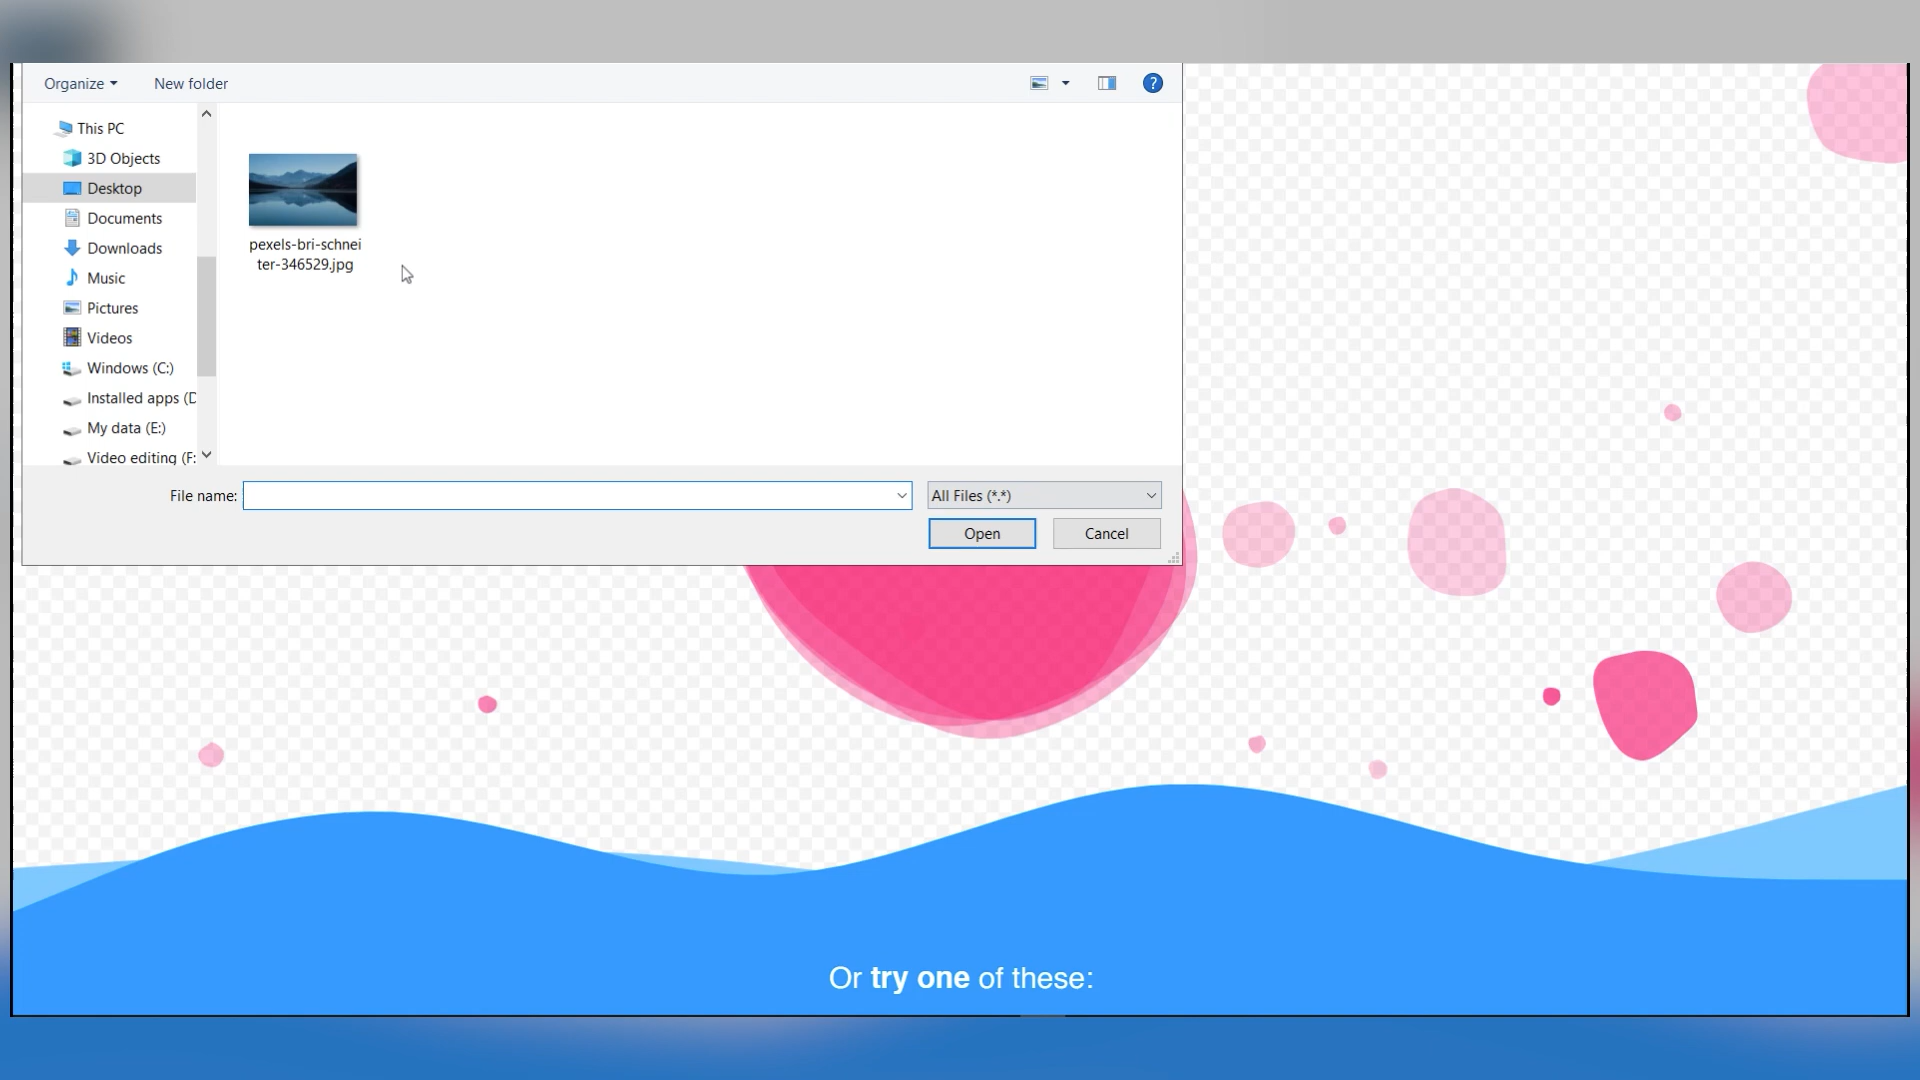 Organize
New folder
This PC
3D Objects
Desktop
Documents
Downloads
Music
Pictures
Videos
Windows (C:)
Installed apps (D
My data (E:)
Video editing (F:
pexels-bri-schnei
ter-346529.jpg
File name:
All Files (*.*)
Open
Cancel
Or try one of these: